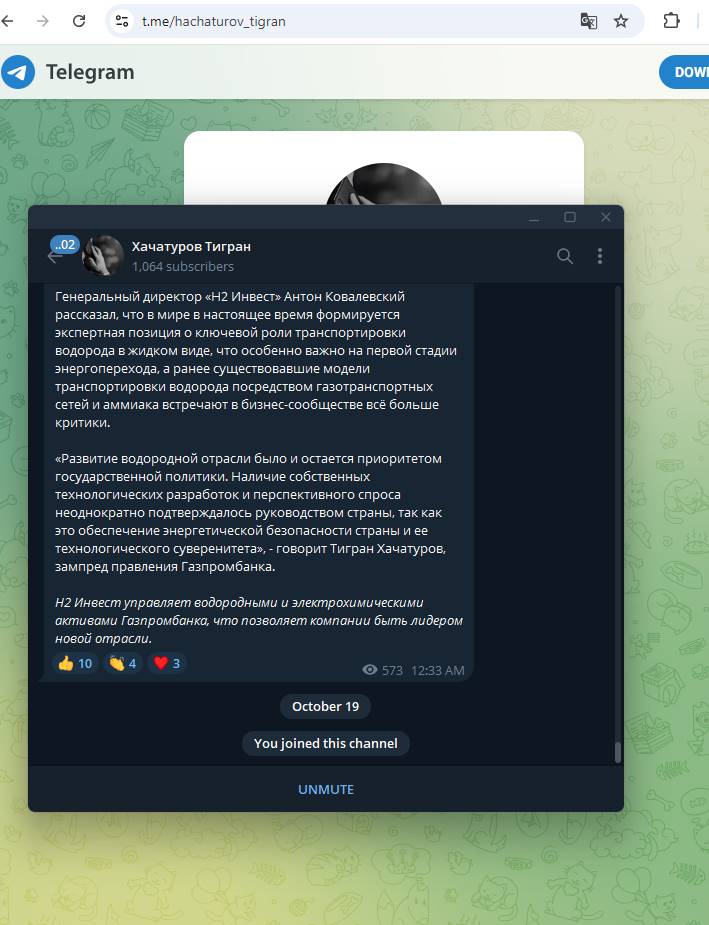 t.me/hachaturov_tigran
Telegram
DOW
..02
Хачатуров Тигран
1,064 subscribers
Генеральный директор «Н2 Инвест» Антон Ковалевский
рассказал, что в мире в настоящее время формируется
экспертная позиция о ключевой роли транспортировки
водорода в жидком виде, что особенно важно на первой стадии
энергоперехода, а ранее существовавшие модели
транспортировки водорода посредством газотранспортных
сетей и аммиака встречают в бизнес-сообществе всё больше
критики.
«Развитие водородной отрасли было и остается приоритетом
государственной политики. Наличие собственных
технологических разработок и перспективного спроса
неоднократно подтверждалось руководством страны, так как
это обеспечение энергетической безопасности страны и ее
технологического суверенитета», - говорит Тигран Хачатуров,
зампред правления Газпромбанка.
Н2 Инвест управляет водородными и электрохимическими
активами Газпромбанка, что позволяет компании быть лидером
новой отрасли.
10 4 3 573 12:33 AM
October 19
You joined this channel
UNMUTE